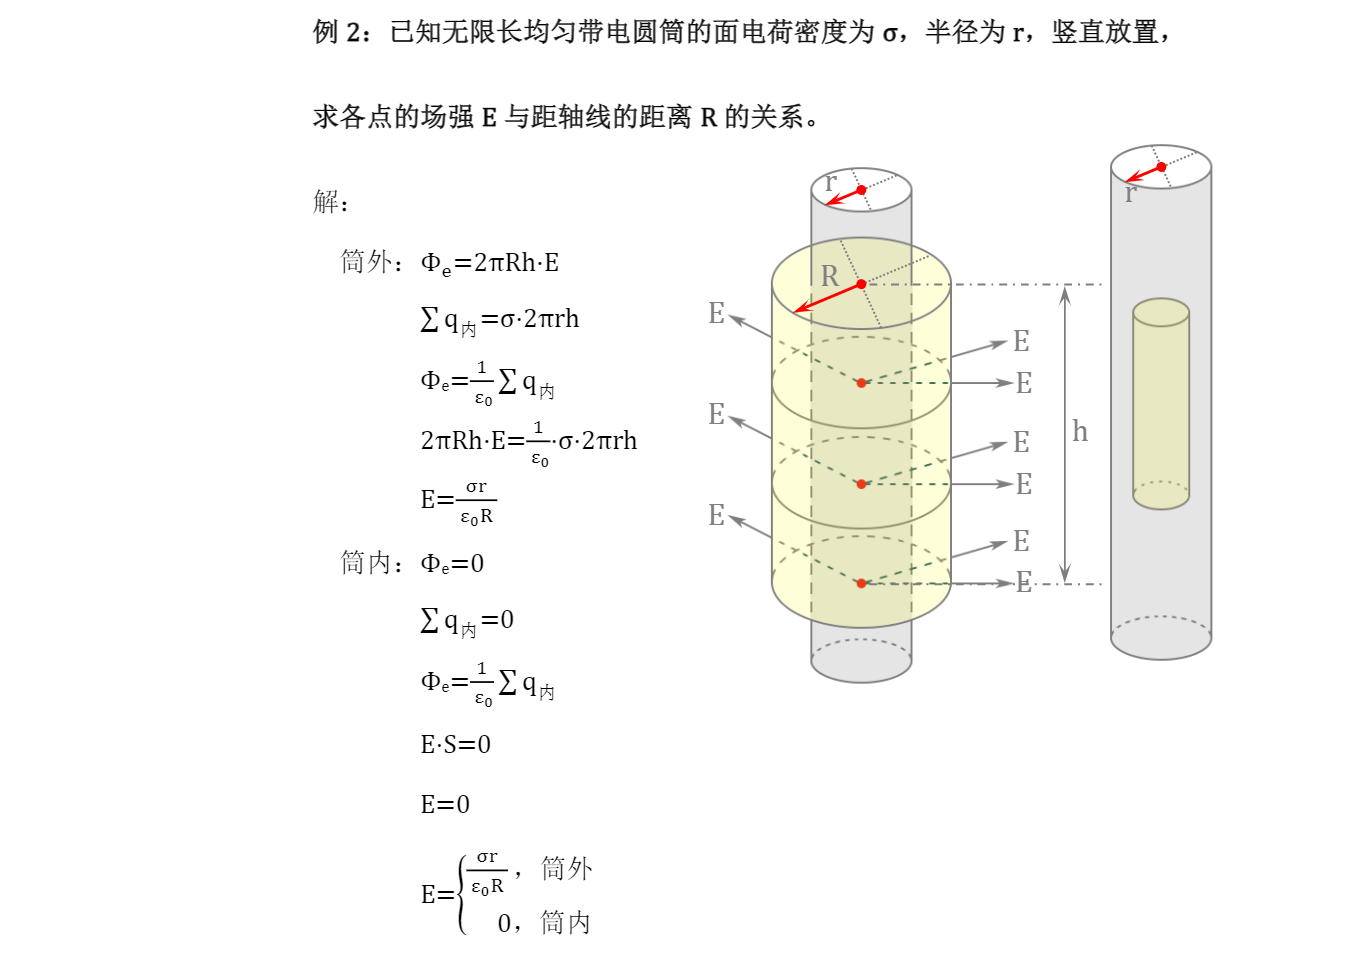 例 2：已知无限长均匀带电圆筒的面电荷密度为 σ，半径为 r，竖直放置，
求各点的场强 E 与距轴线的距离 R 的关系。
解：
筒外：Φₑ=2πRh·E
∑q内=σ·2πrh
Φₑ=1/ε₀ ∑q内
2πRh·E=1/ε₀·σ·2πrh
E=σr/ε₀R
筒内：Φₑ=0
∑q内=0
Φₑ=1/ε₀ ∑q内
E·S=0
E=0
E={σr/ε₀R，筒外
0，筒内
r
R
E
E
E
E
E
E
E
E
E
h
r